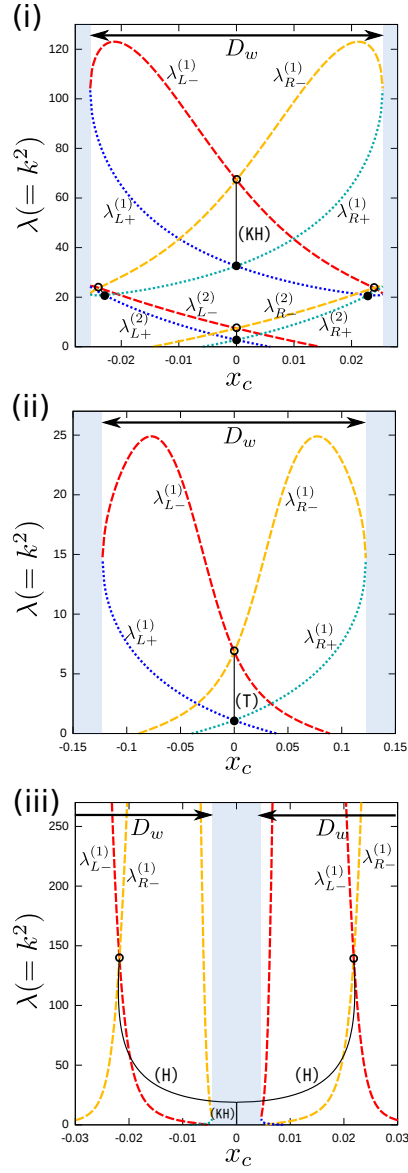 (i)
D_w
λ_{L-}^{(1)}
λ_{R-}^{(1)}
λ_{L+}^{(1)}
(KH)
λ_{R+}^{(1)}
λ_{L+}^{(2)}
λ_{L-}^{(2)}
λ_{R-}^{(2)}
λ_{R+}^{(2)}
λ(= k²)
0
20
40
60
80
100
120
-0.02
-0.01
0
0.01
0.02
x_c
(ii)
D_w
λ_{L-}^{(1)}
λ_{R-}^{(1)}
λ_{L+}^{(1)}
λ_{R+}^{(1)}
(T)
λ(= k²)
0
5
10
15
20
25
-0.15
-0.1
-0.05
0
0.05
0.1
0.15
x_c
(iii)
D_w
D_w
λ_{L-}^{(1)}
λ_{R-}^{(1)}
λ_{L-}^{(1)}
λ_{R-}^{(1)}
(H)
(H)
(KH)
λ(= k²)
0
50
100
150
200
250
-0.03
-0.02
-0.01
0
0.01
0.02
0.03
x_c